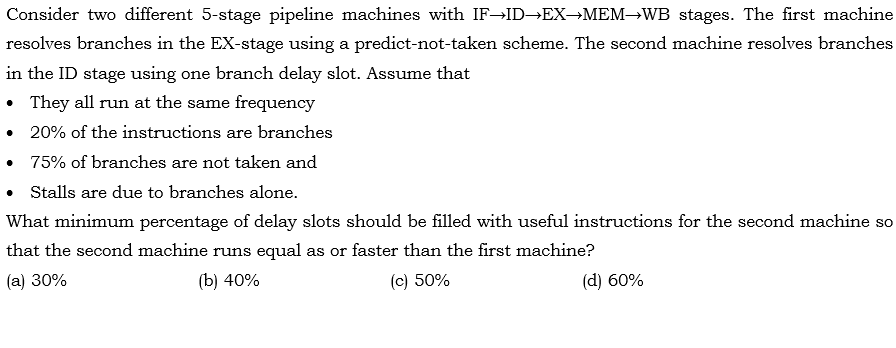 Consider two different 5-stage pipeline machines with IF→ID→EX→MEM→WB stages. The first machine
resolves branches in the EX-stage using a predict-not-taken scheme. The second machine resolves branches
in the ID stage using one branch delay slot. Assume that
• They all run at the same frequency
• 20% of the instructions are branches
• 75% of branches are not taken and
• Stalls are due to branches alone.
What minimum percentage of delay slots should be filled with useful instructions for the second machine so
that the second machine runs equal as or faster than the first machine?
(a) 30% (b) 40% (c) 50% (d) 60%